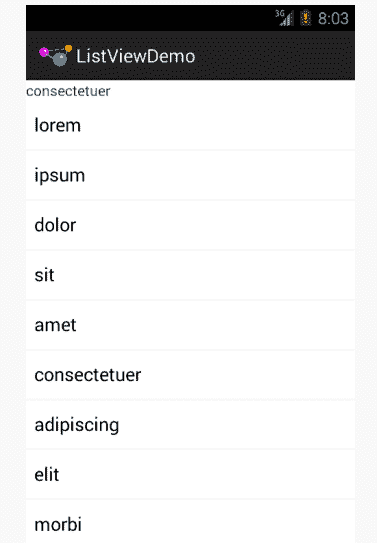 3G 8:03
ListViewDemo
consectetuer
lorem
ipsum
dolor
sit
amet
consectetuer
adipiscing
elit
morbi